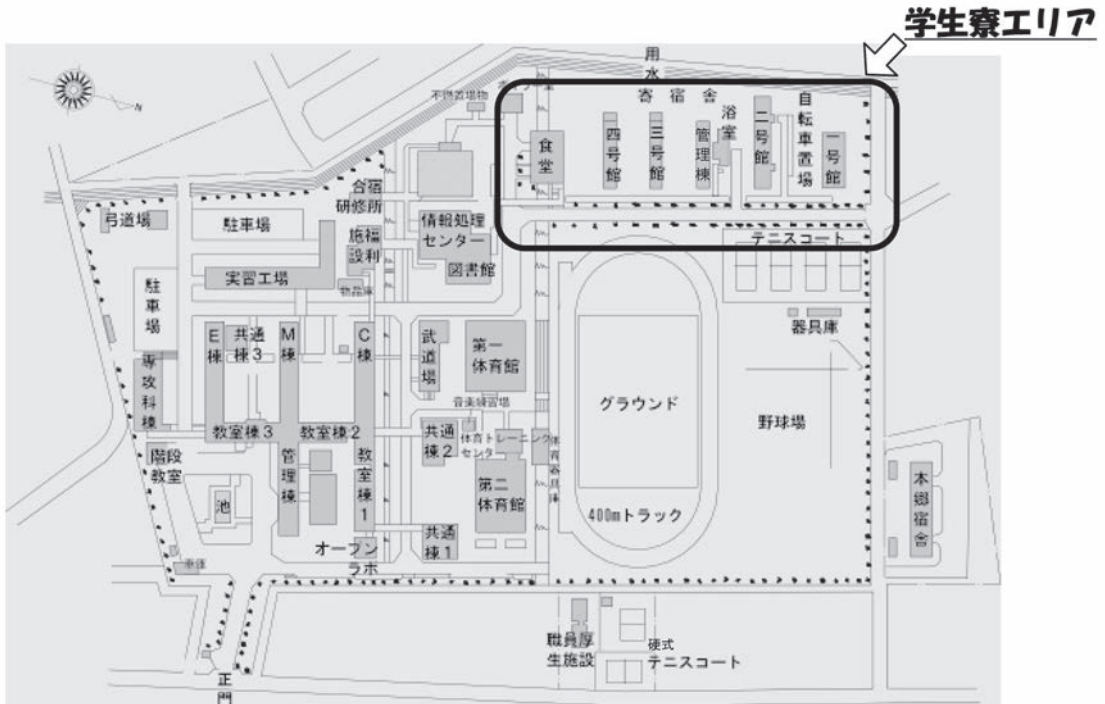 学生寮エリア
用水
寄宿舎
不燃置場物
N
食堂
四号館
三号館
管理棟
浴室
二号館
自転車置場
一号館
合宿
研修所
弓道場
駐車場
施福
設利
情報処理
センター
図書館
テニスコート
実習工場
物品庫
駐車場
器具庫
E棟
共通
棟3
M棟
C棟
武道場
第一
体育館
専攻科棟
音楽練習場
グラウンド
野球場
教室棟3
教室棟2
共通
棟2
体育トレーニング
センター
体育器具庫
階段
教室
管理棟
教室棟1
第二
体育館
池
本郷宿舎
400mトラック
共通
棟1
オープン
ラボ
車庫
職員厚
生施設
硬式
テニスコート
正門